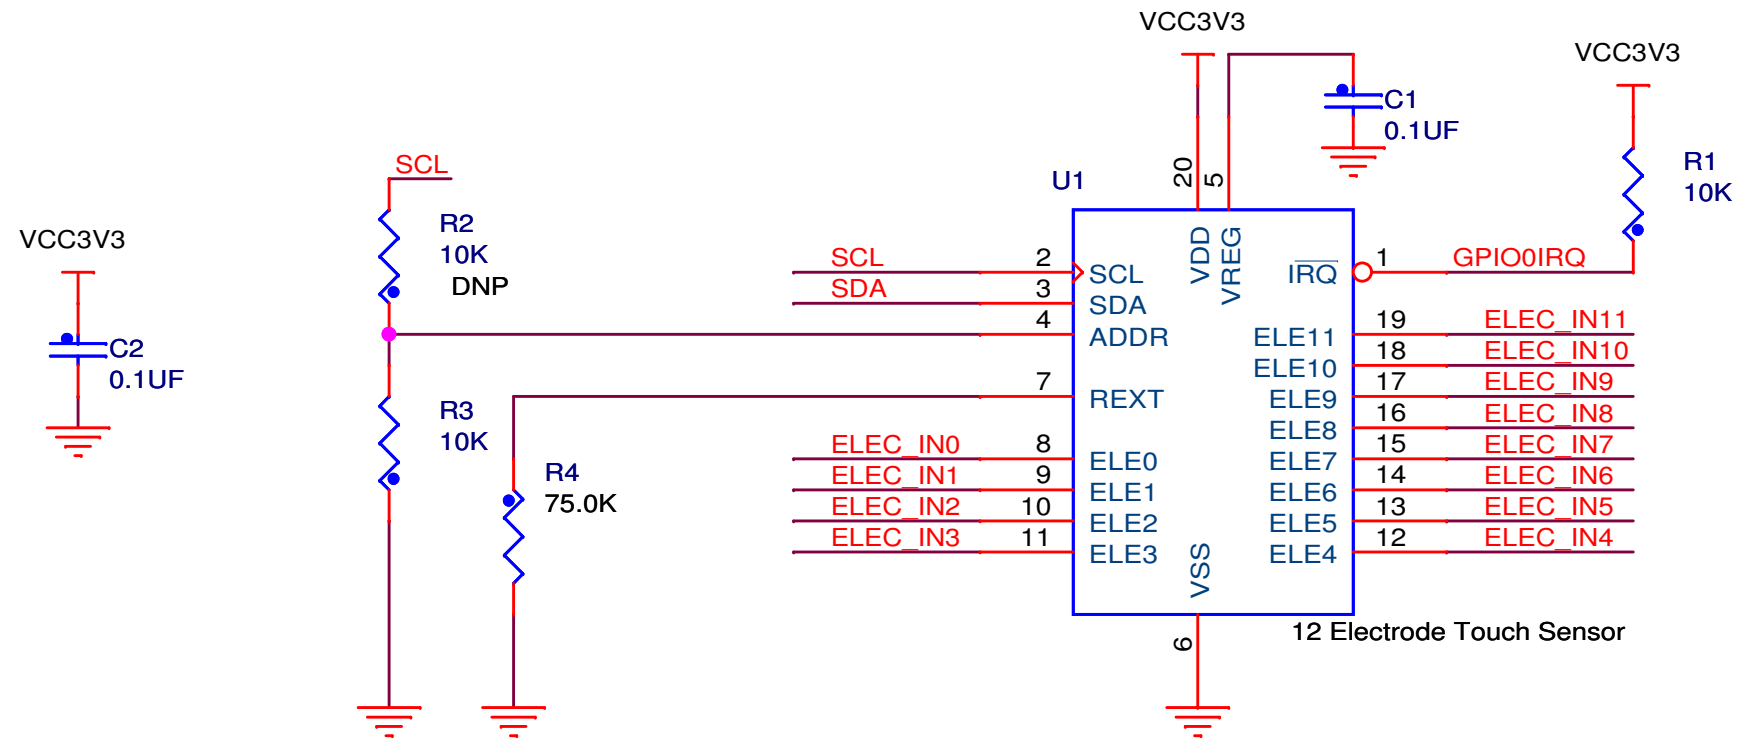 VCC3V3
VCC3V3
C1
0.1UF
R1
10K
SCL
U1
20
5
R2
10K
DNP
VCC3V3
SCL
2
SCL
SDA
3
SDA
4
ADDR
VDD
VREG
IRQ
1
GPIO0IRQ
C2
0.1UF
R3
10K
R4
75.0K
7
REXT
ELEC_IN0
8
ELE0
ELEC_IN1
9
ELE1
ELEC_IN2
10
ELE2
ELEC_IN3
11
ELE3
ELE11
19
ELEC_IN11
ELE10
18
ELEC_IN10
ELE9
17
ELEC_IN9
ELE8
16
ELEC_IN8
ELE7
15
ELEC_IN7
ELE6
14
ELEC_IN6
ELE5
13
ELEC_IN5
ELE4
12
ELEC_IN4
VSS
6
12 Electrode Touch Sensor